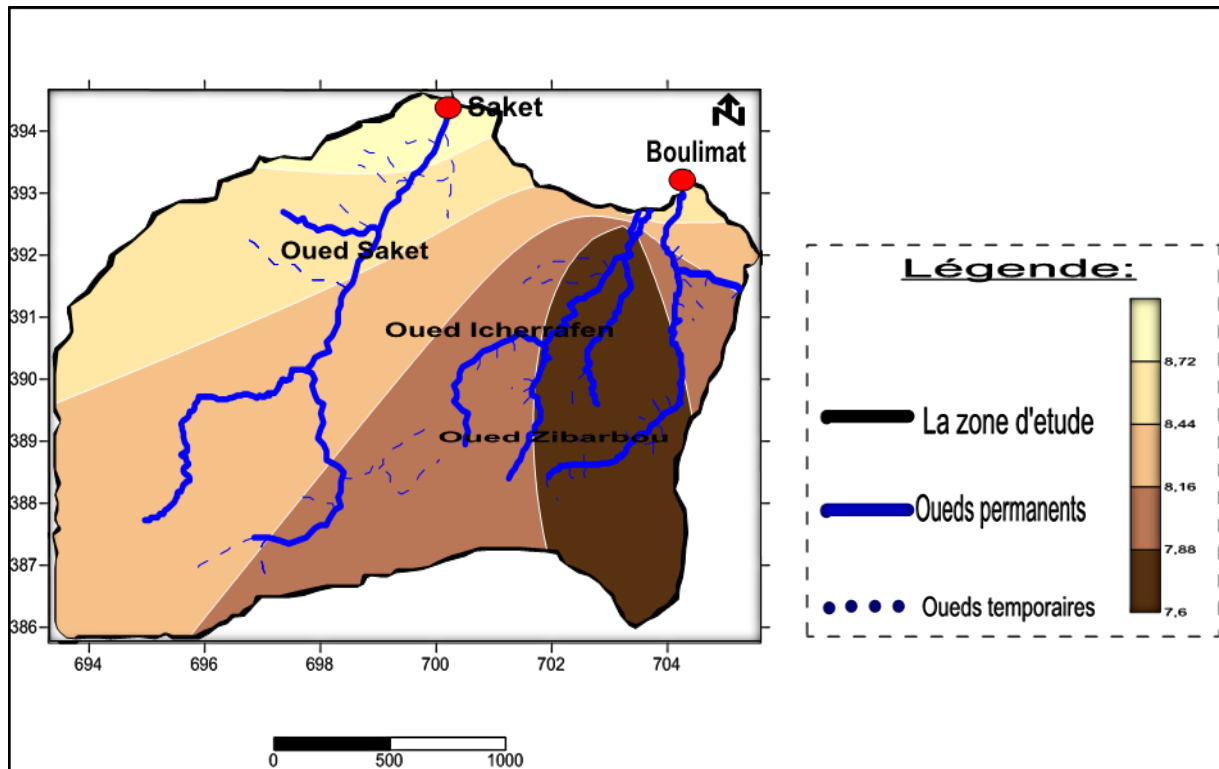 Saket
N
Boulimat
394
393
392
391
390
389
388
387
386
Oued Saket
Oued Icherrafen
Oued Zibarbou
694
696
698
700
702
704
0
500
1000
Légende:
La zone d'etude
Oueds permanents
Oueds temporaires
8,72
8,44
8,16
7,88
7,6